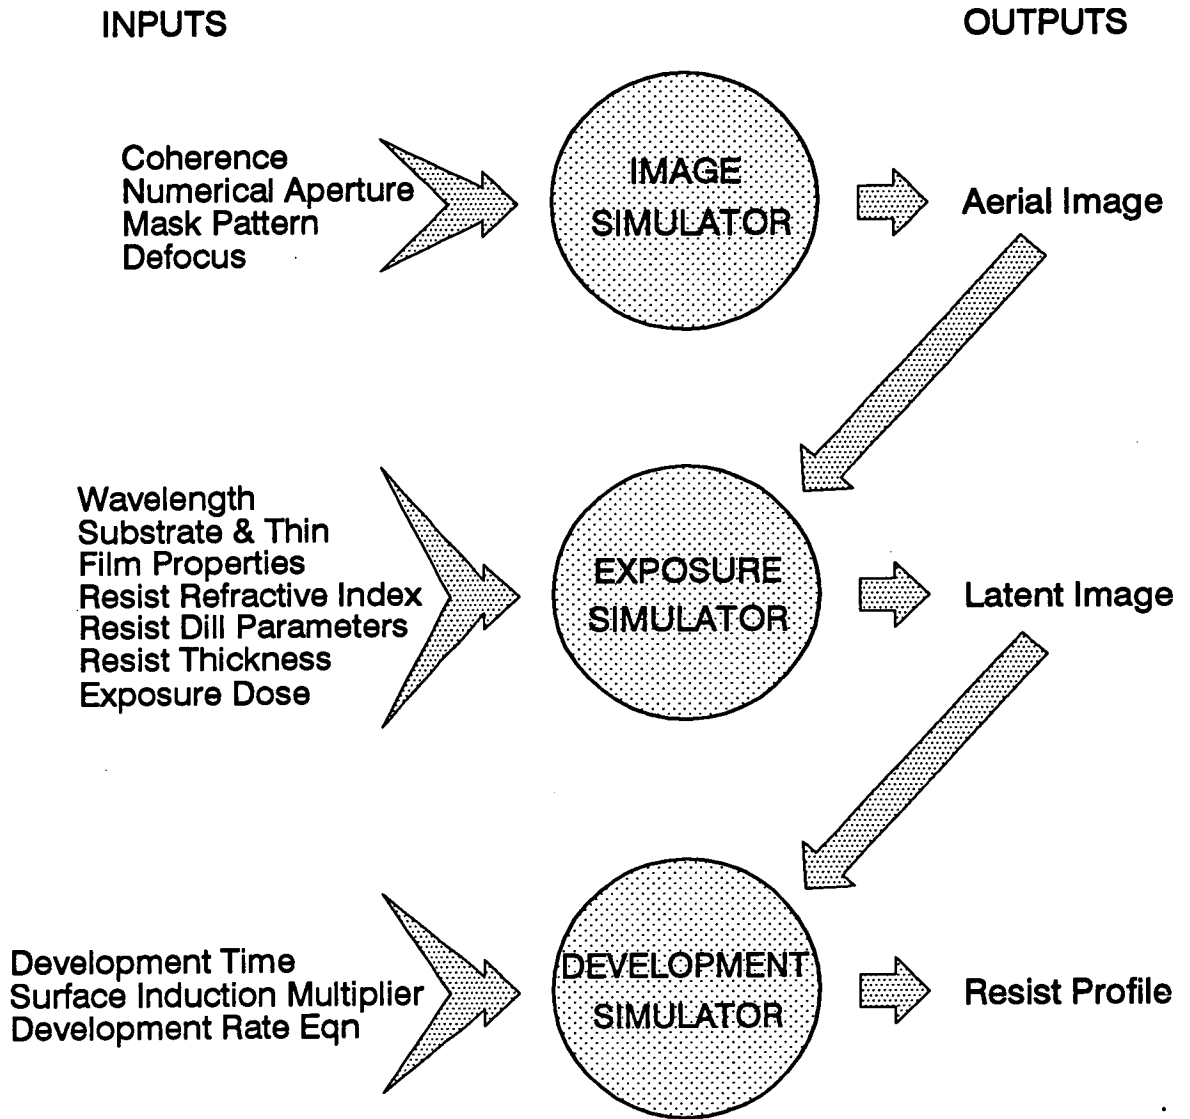 INPUTS
OUTPUTS
Coherence
Numerical Aperture
Mask Pattern
Defocus
IMAGE
SIMULATOR
Aerial Image
Wavelength
Substrate & Thin
Film Properties
Resist Refractive Index
Resist Dill Parameters
Resist Thickness
Exposure Dose
EXPOSURE
SIMULATOR
Latent Image
Development Time
Surface Induction Multiplier
Development Rate Eqn
DEVELOPMENT
SIMULATOR
Resist Profile